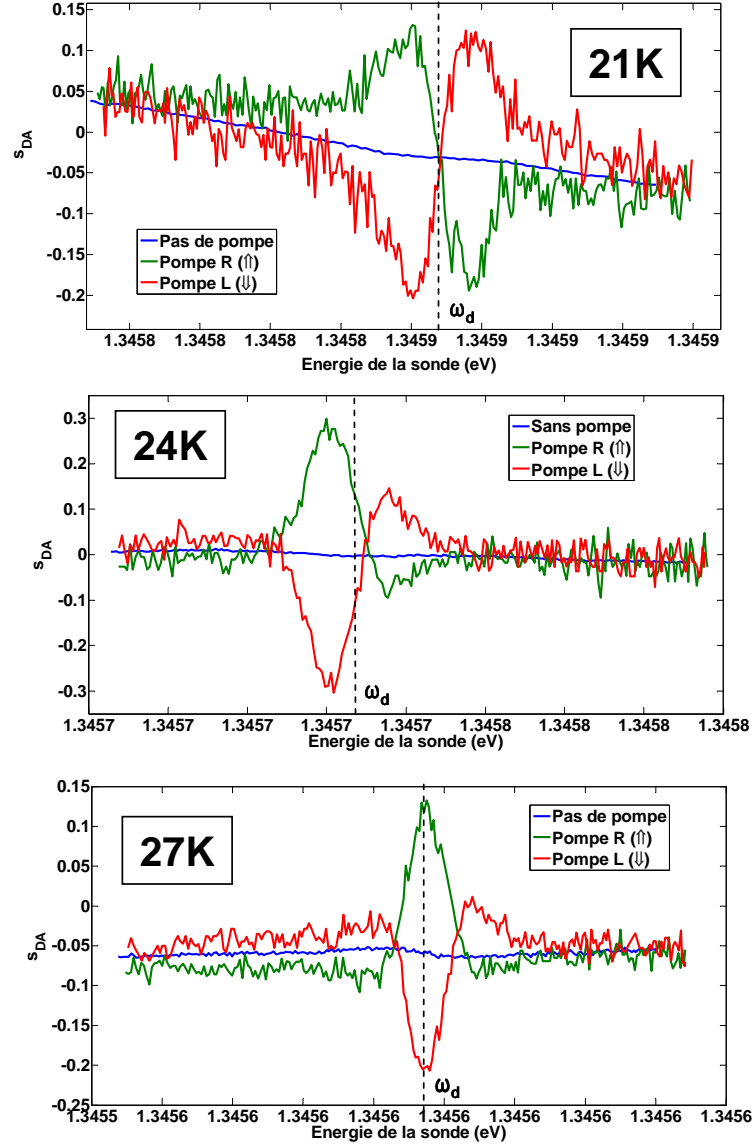 0.15
0.1
0.05
0
-0.05
-0.1
-0.15
-0.2
s_DA
21K
Pas de pompe
Pompe R (⇑)
Pompe L (⇓)
ω_d
1.3458 1.3458 1.3458 1.3458 1.3459 1.3459 1.3459 1.3459 1.3459
Energie de la sonde (eV)
0.3
0.2
0.1
0
-0.1
-0.2
-0.3
s_DA
24K
Sans pompe
Pompe R (⇑)
Pompe L (⇓)
ω_d
1.3457 1.3457 1.3457 1.3457 1.3457 1.3458 1.3458 1.3458 1.3458
Energie de la sonde (eV)
0.15
0.1
0.05
0
-0.05
-0.1
-0.15
-0.2
-0.25
s_DA
27K
Pas de pompe
Pompe R (⇑)
Pompe L (⇓)
ω_d
1.3455 1.3456 1.3456 1.3456 1.3456 1.3456 1.3456 1.3456 1.3456 1.3456
Energie de la sonde (eV)